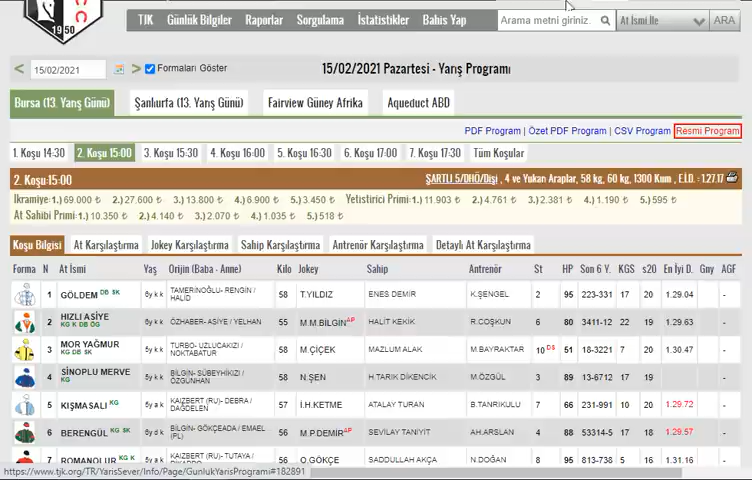 1950
TJK Günlük Bilgiler Raporlar Sorgulama İstatistikler Bahis Yap Arama metni giriniz. At İsmi İle ARA
< 15/02/2021 > Formaları Göster 15/02/2021 Pazartesi - Yarış Programı
Bursa (13. Yarış Günü) Şanlıurfa (13. Yarış Günü) Fairview Güney Afrika Aqueduct ABD
PDF Program | Özet PDF Program | CSV Program Resmi Program
1. Koşu 14:30 2. Koşu 15:00 3. Koşu 15:30 4. Koşu 16:00 5. Koşu 16:30 6. Koşu 17:00 7. Koşu 17:30 Tüm Koşular
2. Koşu:15:00 ŞARTLI 5/DHÖ/Dişi , 4 ve Yukarı Araplar, 58 kg, 60 kg, 1300 Kum , E.İ.D. : 1.27.17
İkramiye: 1.) 69.000 ₺ 2.) 27.600 ₺ 3.) 13.800 ₺ 4.) 6.900 ₺ 5.) 3.450 ₺ Yetiştirici Primi: 1.) 11.903 ₺ 2.) 4.761 ₺ 3.) 2.381 ₺ 4.) 1.190 ₺ 5.) 595 ₺
At Sahibi Primi: 1.) 10.350 ₺ 2.) 4.140 ₺ 3.) 2.070 ₺ 4.) 1.035 ₺ 5.) 518 ₺
Koşu Bilgisi At Karşılaştırma Jokey Karşılaştırma Sahip Karşılaştırma Antrenör Karşılaştırma Detaylı At Karşılaştırma
Forma N At İsmi Yaş Orijin (Baba - Anne) Kilo Jokey Sahip Antrenör St HP Son 6 Y. KGS s20 En İyi D. Gny AGF
1 GÖLDEM DB SK 6y k k TAMERİNOĞLU- RENGİN / HALİD 58 T.YILDIZ ENES DEMİR K.ŞENGEL 2 95 223-331 17 20 1.29.04 -
2 HIZLI ASİYE KG K DB ÖG 6y k k ÖZHABER- ASİYE / YELHAN 55 M.M.BİLGİN AP HALİT KEKİK R.COŞKUN 6 80 3411-12 22 19 1.29.63 -
3 MOR YAĞMUR KG DB SK 5y k k TURBO- UZLUCAKIZI / NOKTABATUR 58 M.ÇİÇEK MAZLUM ALAK M.BAYRAKTAR 10 DS 51 18-3221 7 20 1.30.47 -
4 SİNOPLU MERVE KG 5y k k BİLGİN- SÜBEYHİKIZI / ÖZGÜNHAN 58 N.ŞEN H.TARIK DİKENCİK M.ÖZGÜL 3 89 13-6712 17 19 -
5 KIŞMASALI KG 5y a k KAIZBERT (RU)- DEBRA / DAĞDELEN 57 İ.H.KETME ATALAY TURAN B.TANRIKULU 7 66 231-991 10 20 1.29.72 -
6 BERENGÜL KG SK 6y d k BİLGİN- GÖKÇEADA / EMAEL (PL) 56 M.P.DEMİR AP SEVİLAY TANIYIT AH.ARSLAN 4 88 53314-5 17 18 1.29.57 -
7 ROMANOLUR KG K 5y k k KAIZBERT (RU)- TUTAYA / 56 O.GÖKÇE SADDULLAH AKÇA N.DOĞAN 8 95 813-738 5 16 1.31.16 -
https://www.tjk.org/TR/YarisSever/Info/Page/GunlukYarisProgrami#182891